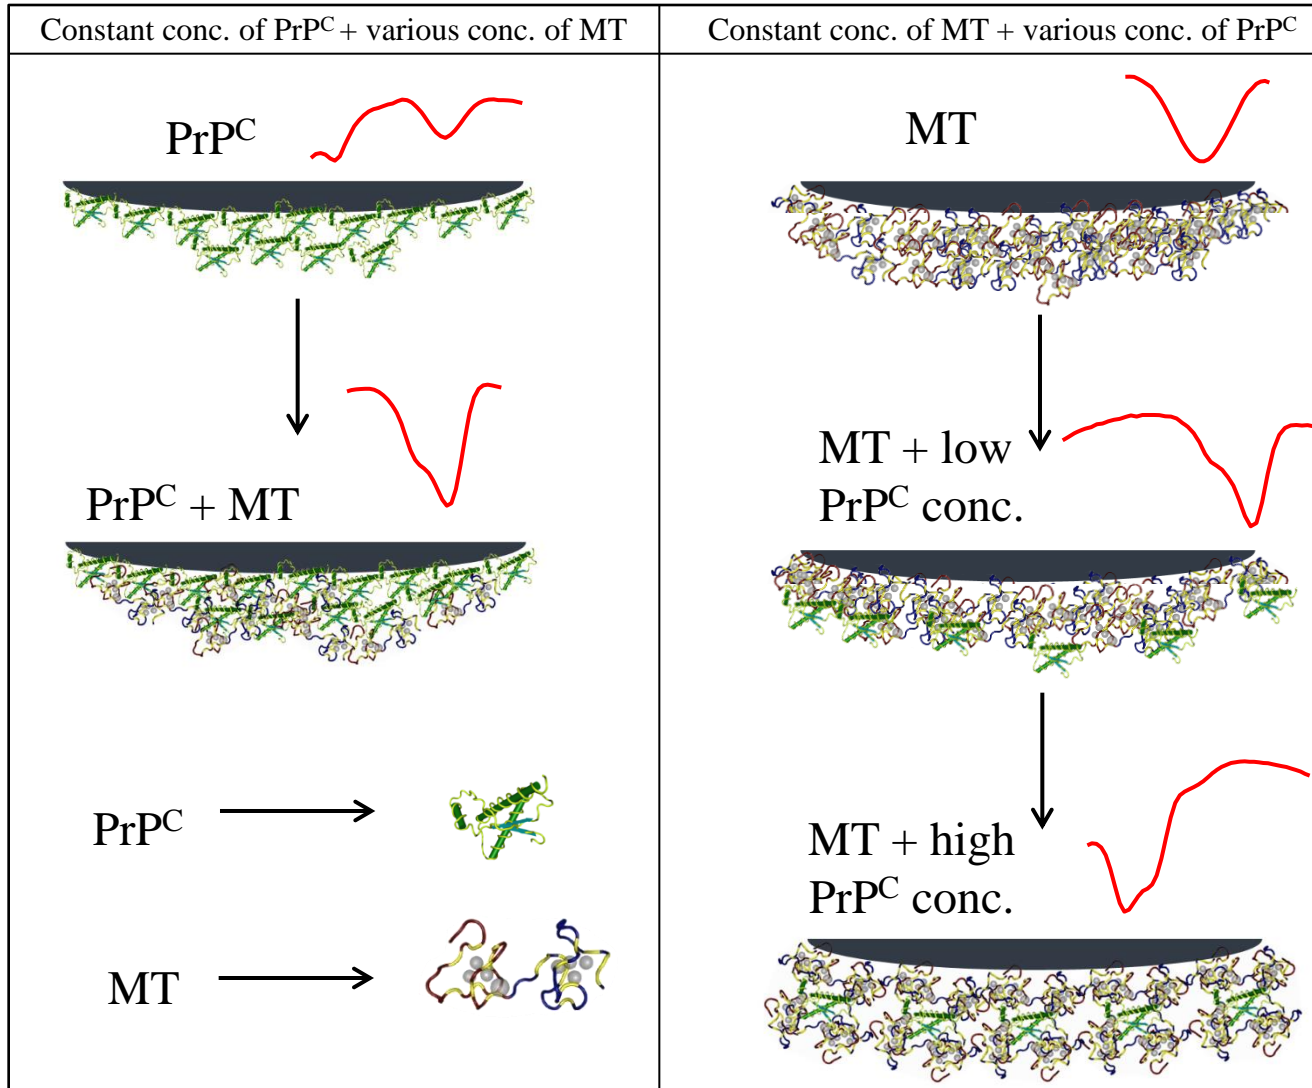 Constant conc. of PrPᶜ + various conc. of MT
Constant conc. of MT + various conc. of PrPᶜ
PrPᶜ
PrPᶜ + MT
PrPᶜ
MT
MT
MT + low
PrPᶜ conc.
MT + high
PrPᶜ conc.